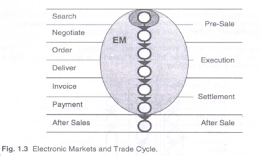 Search
Pre-Sale
Negotiate
EM
Order
Execution
Deliver
Invoice
Settlement
Payment
After Sales
After Sale
Fig. 1.3 Electronic Markets and Trade Cycle.